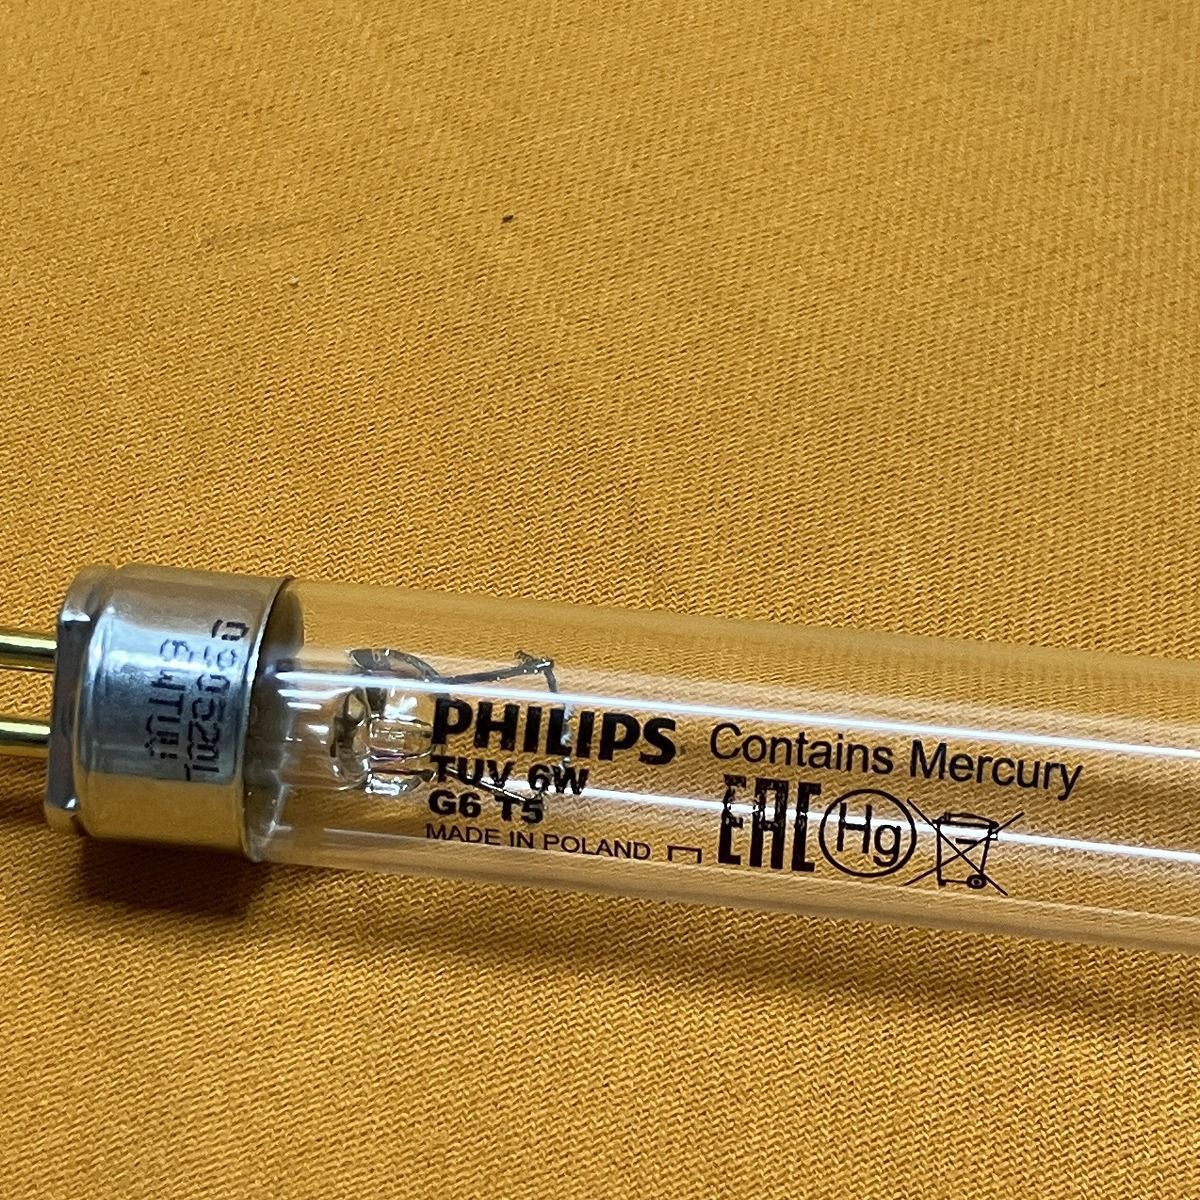 PHILIPS
TUV 6W
G6 T5
MADE IN POLAND
Contains Mercury
EAC Hg